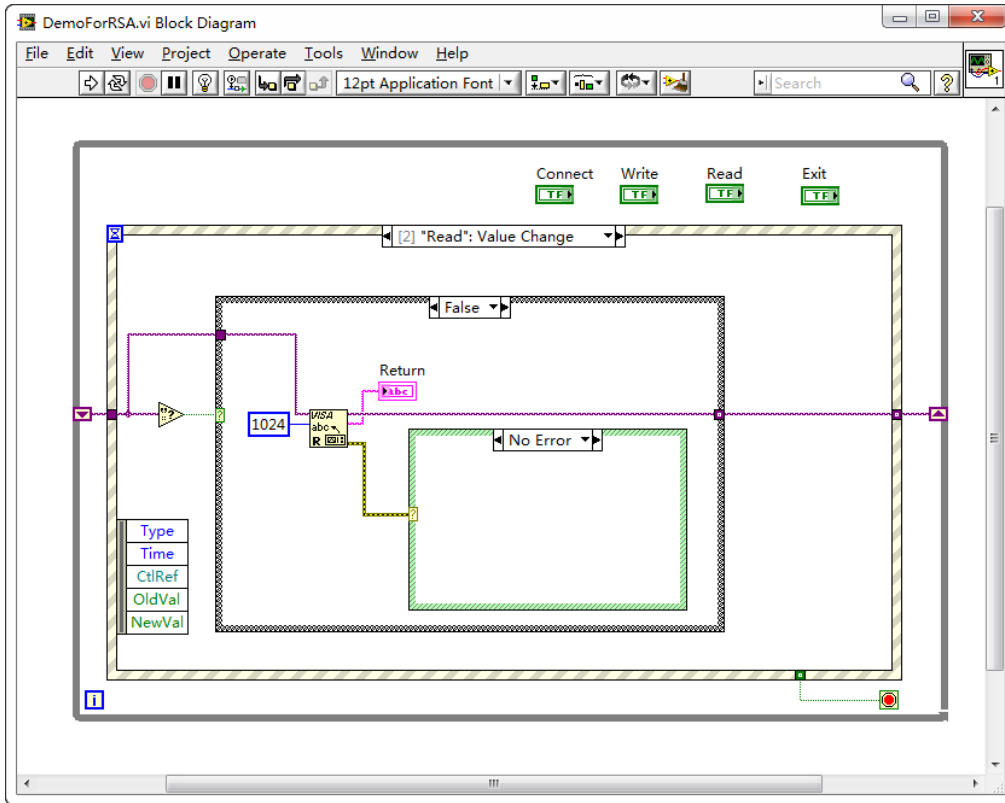 DemoForRSA.vi Block Diagram
File Edit View Project Operate Tools Window Help
12pt Application Font
Search
1
Connect Write Read Exit
TF TF TF TF
[2] "Read": Value Change
False
Return
abc
?
?
1024
VISA
abc
R
No Error
?
Type
Time
CtlRef
OldVal
NewVal
i